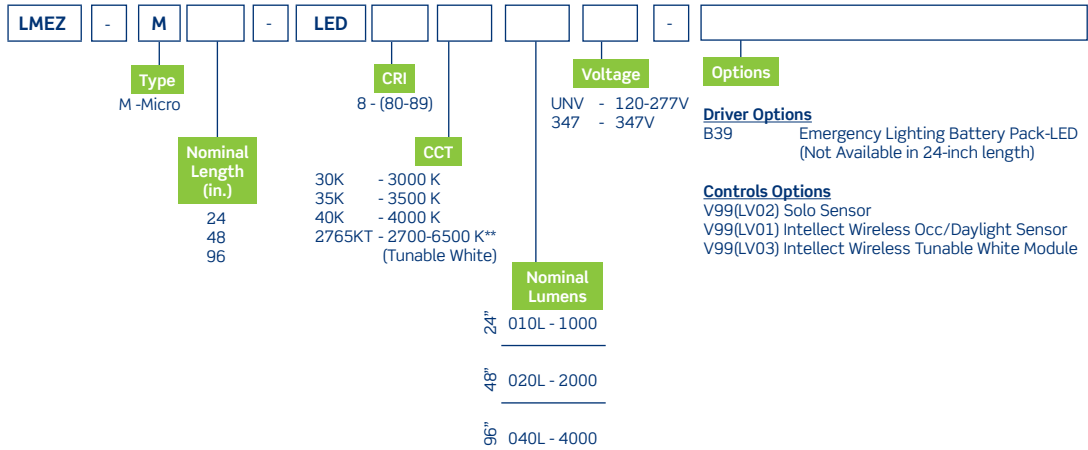 LMEZ - M - LED -
Type
M -Micro
Nominal
Length
(in.)
24
48
96
CRI
8 - (80-89)
CCT
30K - 3000 K
35K - 3500 K
40K - 4000 K
2765KT - 2700-6500 K**
(Tunable White)
Nominal
Lumens
24" 010L - 1000
48" 020L - 2000
96" 040L - 4000
Voltage
UNV - 120-277V
347 - 347V
Options
Driver Options
B39 Emergency Lighting Battery Pack-LED
(Not Available in 24-inch length)
Controls Options
V99(LV02) Solo Sensor
V99(LV01) Intellect Wireless Occ/Daylight Sensor
V99(LV03) Intellect Wireless Tunable White Module